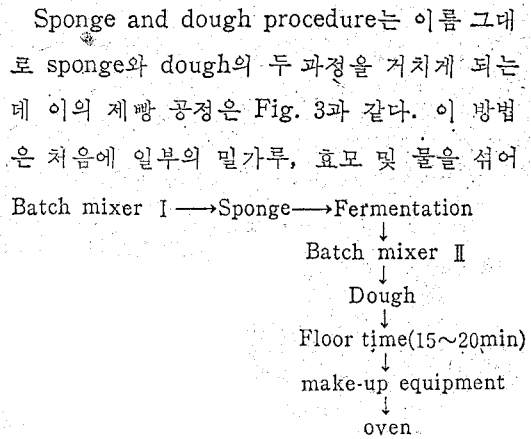 Sponge and dough procedure는 이름 그대
로 sponge와 dough의 두 과정을 거치게 되는
데 이의 제빵 공정은 Fig. 3과 같다. 이 방법
은 처음에 일부의 밀가루, 효모 및 물을 섞어
Batch mixer Ⅰ⟶Sponge⟶Fermentation
↓
Batch mixer Ⅱ
↓
Dough
↓
Floor time(15~20min)
↓
make-up equipment
↓
oven